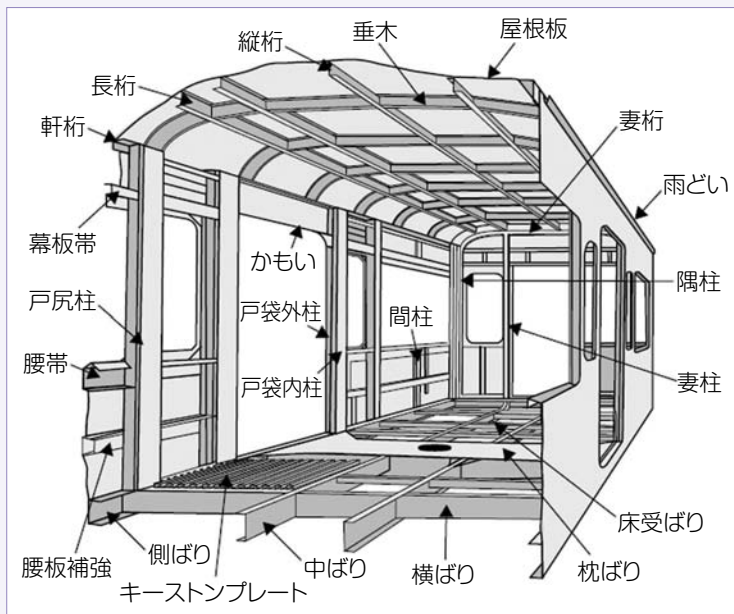 縦桁
垂木
屋根板
長桁
軒桁
妻桁
雨どい
幕板帯
かもい
隅柱
戸尻柱
戸袋外柱
間柱
腰帯
戸袋内柱
妻柱
床受ばり
腰板補強
側ばり
中ばり
横ばり
枕ばり
キーストンプレート